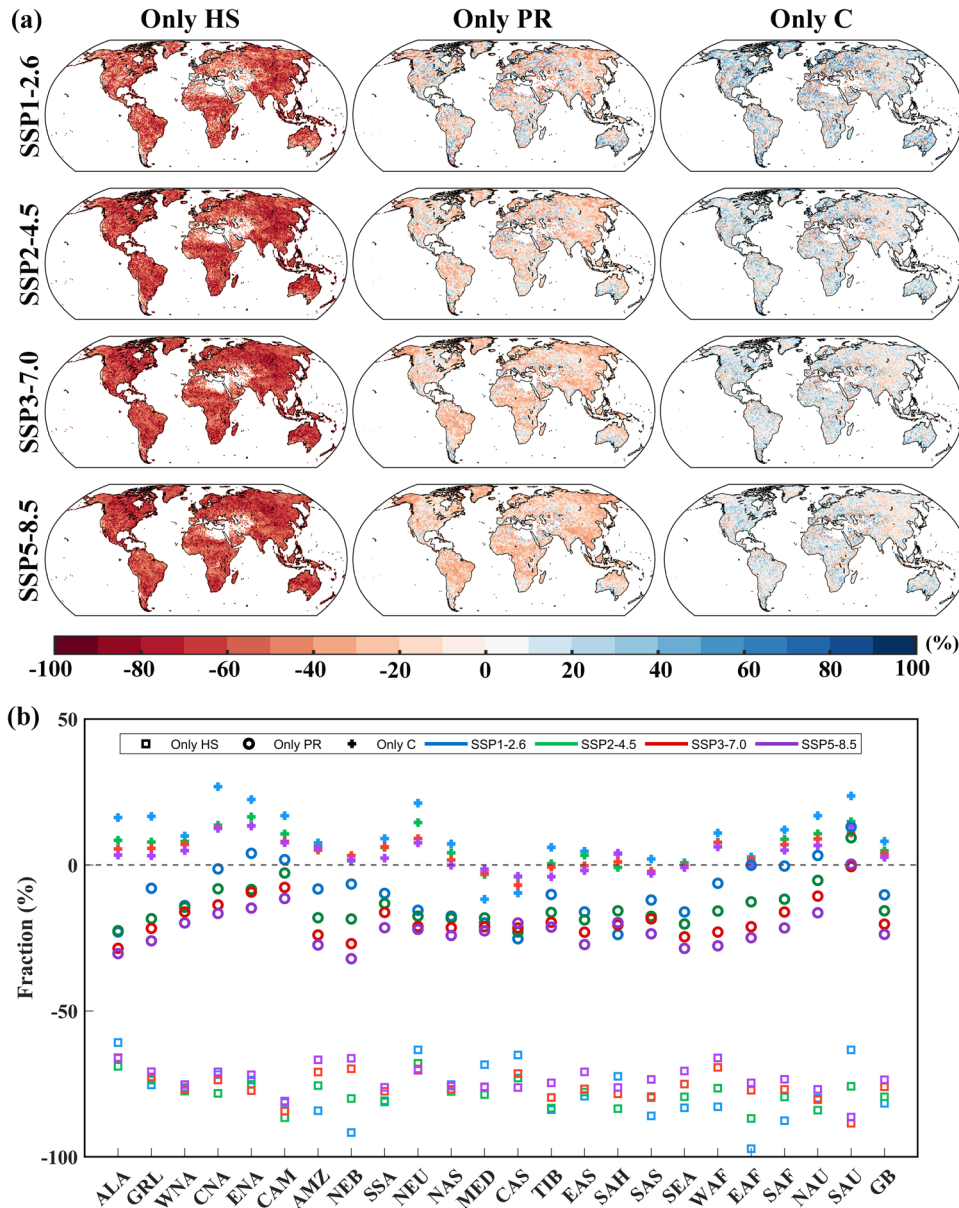 (a)
Only HS Only PR Only C
SSP1-2.6
SSP2-4.5
SSP3-7.0
SSP5-8.5
-100 -80 -60 -40 -20 0 20 40 60 80 100 (%)
(b)
50
Only HS Only PR Only C SSP1-2.6 SSP2-4.5 SSP3-7.0 SSP5-8.5
0
-50
-100
Fraction (%)
ALA GRL WNA CNA ENA CAM AMZ NEB SSA NEU NAS MED CAS TIB EAS SAH SAS SEA WAF EAF SAF NAU SAU GB